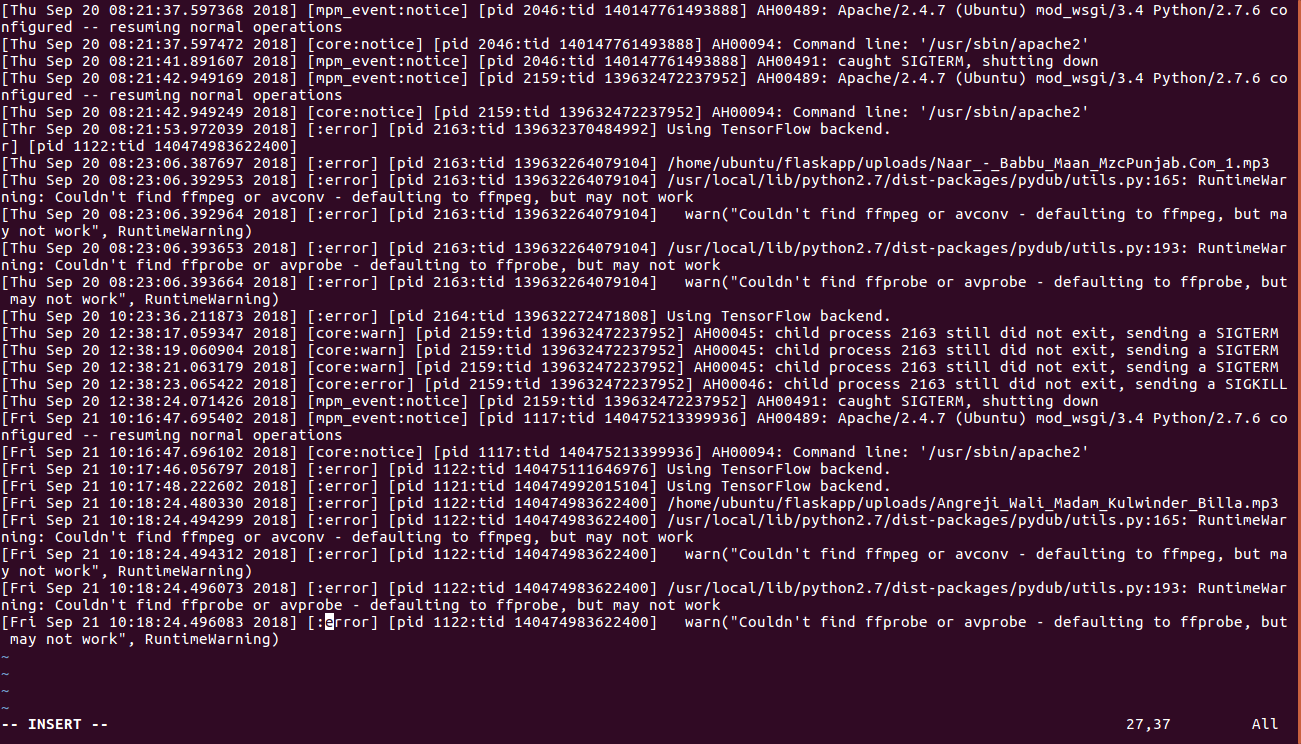 [Thu Sep 20 08:21:37.597368 2018] [mpm_event:notice] [pid 2046:tid 140147761493888] AH00489: Apache/2.4.7 (Ubuntu) mod_wsgi/3.4 Python/2.7.6 co
nfigured -- resuming normal operations
[Thu Sep 20 08:21:37.597472 2018] [core:notice] [pid 2046:tid 140147761493888] AH00094: Command line: '/usr/sbin/apache2'
[Thu Sep 20 08:21:41.891607 2018] [mpm_event:notice] [pid 2046:tid 140147761493888] AH00491: caught SIGTERM, shutting down
[Thu Sep 20 08:21:42.949169 2018] [mpm_event:notice] [pid 2159:tid 139632472237952] AH00489: Apache/2.4.7 (Ubuntu) mod_wsgi/3.4 Python/2.7.6 co
nfigured -- resuming normal operations
[Thu Sep 20 08:21:42.949249 2018] [core:notice] [pid 2159:tid 139632472237952] AH00094: Command line: '/usr/sbin/apache2'
[Thr Sep 20 08:21:53.972039 2018] [:error] [pid 2163:tid 139632370484992] Using TensorFlow backend.
r] [pid 1122:tid 140474983622400]
[Thu Sep 20 08:23:06.387697 2018] [:error] [pid 2163:tid 139632264079104] /home/ubuntu/flaskapp/uploads/Naar_-_Babbu_Maan_MzcPunjab.Com_1.mp3
[Thu Sep 20 08:23:06.392953 2018] [:error] [pid 2163:tid 139632264079104] /usr/local/lib/python2.7/dist-packages/pydub/utils.py:165: RuntimeWar
ning: Couldn't find ffmpeg or avconv - defaulting to ffmpeg, but may not work
[Thu Sep 20 08:23:06.392964 2018] [:error] [pid 2163:tid 139632264079104]   warn("Couldn't find ffmpeg or avconv - defaulting to ffmpeg, but ma
y not work", RuntimeWarning)
[Thu Sep 20 08:23:06.393653 2018] [:error] [pid 2163:tid 139632264079104] /usr/local/lib/python2.7/dist-packages/pydub/utils.py:193: RuntimeWar
ning: Couldn't find ffprobe or avprobe - defaulting to ffprobe, but may not work
[Thu Sep 20 08:23:06.393664 2018] [:error] [pid 2163:tid 139632264079104]   warn("Couldn't find ffprobe or avprobe - defaulting to ffprobe, but
 may not work", RuntimeWarning)
[Thu Sep 20 10:23:36.211873 2018] [:error] [pid 2164:tid 139632272471808] Using TensorFlow backend.
[Thu Sep 20 12:38:17.059347 2018] [core:warn] [pid 2159:tid 139632472237952] AH00045: child process 2163 still did not exit, sending a SIGTERM
[Thu Sep 20 12:38:19.060904 2018] [core:warn] [pid 2159:tid 139632472237952] AH00045: child process 2163 still did not exit, sending a SIGTERM
[Thu Sep 20 12:38:21.063179 2018] [core:warn] [pid 2159:tid 139632472237952] AH00045: child process 2163 still did not exit, sending a SIGTERM
[Thu Sep 20 12:38:23.065422 2018] [core:error] [pid 2159:tid 139632472237952] AH00046: child process 2163 still did not exit, sending a SIGKILL
[Thu Sep 20 12:38:24.071426 2018] [mpm_event:notice] [pid 2159:tid 139632472237952] AH00491: caught SIGTERM, shutting down
[Fri Sep 21 10:16:47.695402 2018] [mpm_event:notice] [pid 1117:tid 140475213399936] AH00489: Apache/2.4.7 (Ubuntu) mod_wsgi/3.4 Python/2.7.6 co
nfigured -- resuming normal operations
[Fri Sep 21 10:16:47.696102 2018] [core:notice] [pid 1117:tid 140475213399936] AH00094: Command line: '/usr/sbin/apache2'
[Fri Sep 21 10:17:46.056797 2018] [:error] [pid 1122:tid 140475111646976] Using TensorFlow backend.
[Fri Sep 21 10:17:48.222602 2018] [:error] [pid 1121:tid 140474992015104] Using TensorFlow backend.
[Fri Sep 21 10:18:24.480330 2018] [:error] [pid 1122:tid 140474983622400] /home/ubuntu/flaskapp/uploads/Angreji_Wali_Madam_Kulwinder_Billa.mp3
[Fri Sep 21 10:18:24.494299 2018] [:error] [pid 1122:tid 140474983622400] /usr/local/lib/python2.7/dist-packages/pydub/utils.py:165: RuntimeWar
ning: Couldn't find ffmpeg or avconv - defaulting to ffmpeg, but may not work
[Fri Sep 21 10:18:24.494312 2018] [:error] [pid 1122:tid 140474983622400]   warn("Couldn't find ffmpeg or avconv - defaulting to ffmpeg, but ma
y not work", RuntimeWarning)
[Fri Sep 21 10:18:24.496073 2018] [:error] [pid 1122:tid 140474983622400] /usr/local/lib/python2.7/dist-packages/pydub/utils.py:193: RuntimeWar
ning: Couldn't find ffprobe or avprobe - defaulting to ffprobe, but may not work
[Fri Sep 21 10:18:24.496083 2018] [:error] [pid 1122:tid 140474983622400]   warn("Couldn't find ffprobe or avprobe - defaulting to ffprobe, but
 may not work", RuntimeWarning)
~
~
~
~
-- INSERT -- 27,37 All